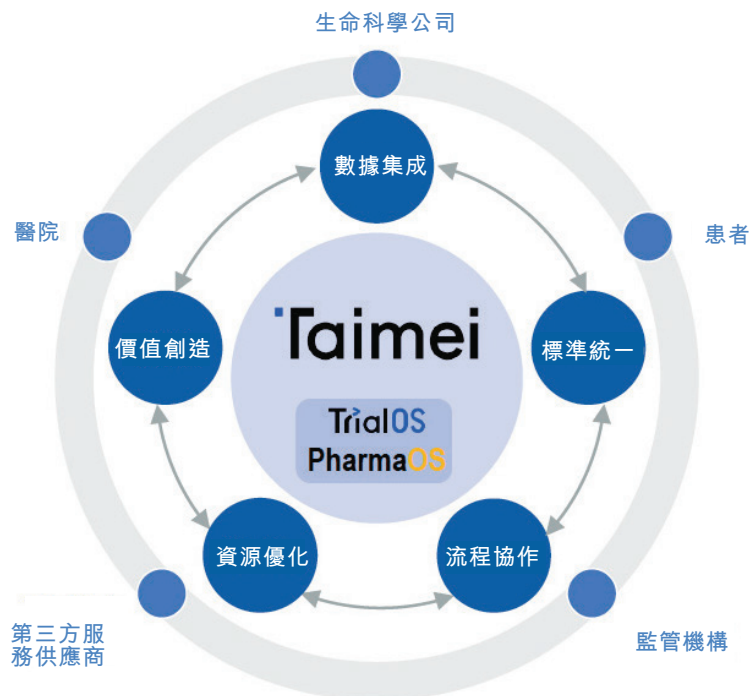 生命科學公司
數據集成
醫院
患者
價值創造
Taimei
標準統一
TrialOS
PharmaOS
資源優化
流程協作
第三方服
務供應商
監管機構